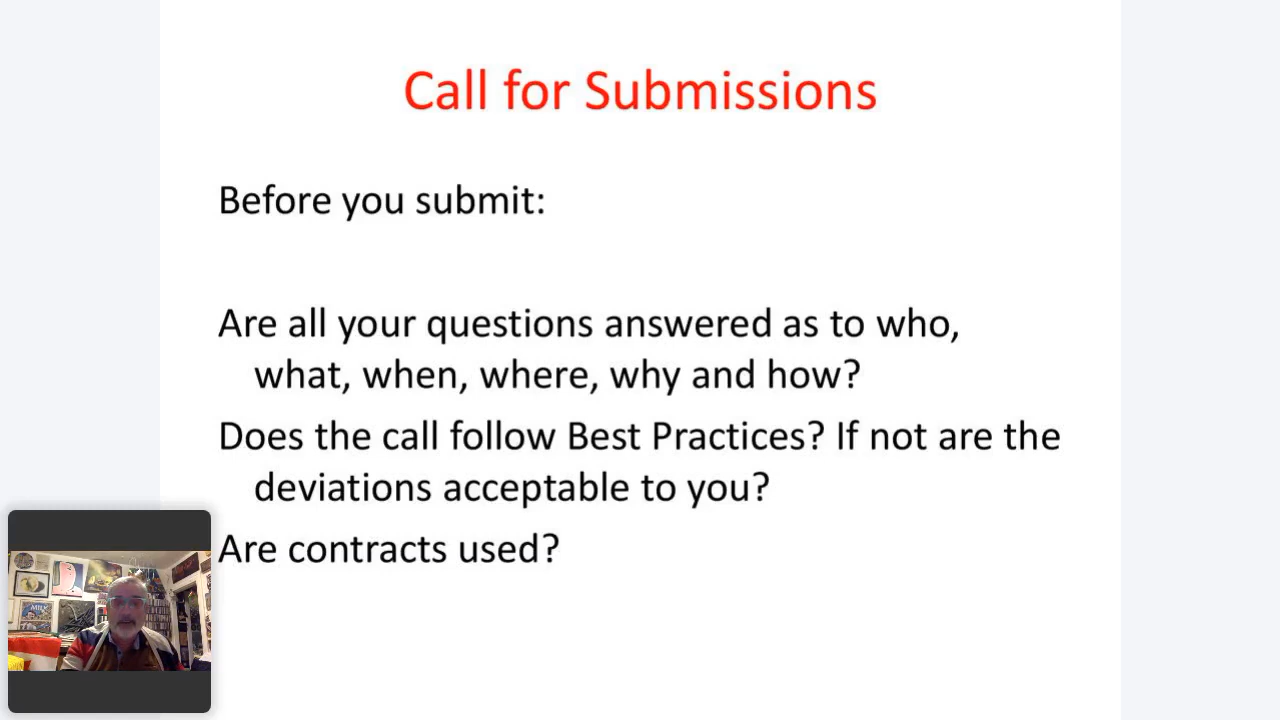 Call for Submissions
Before you submit:
Are all your questions answered as to who,
what, when, where, why and how?
Does the call follow Best Practices? If not are the
deviations acceptable to you?
Are contracts used?
MILK